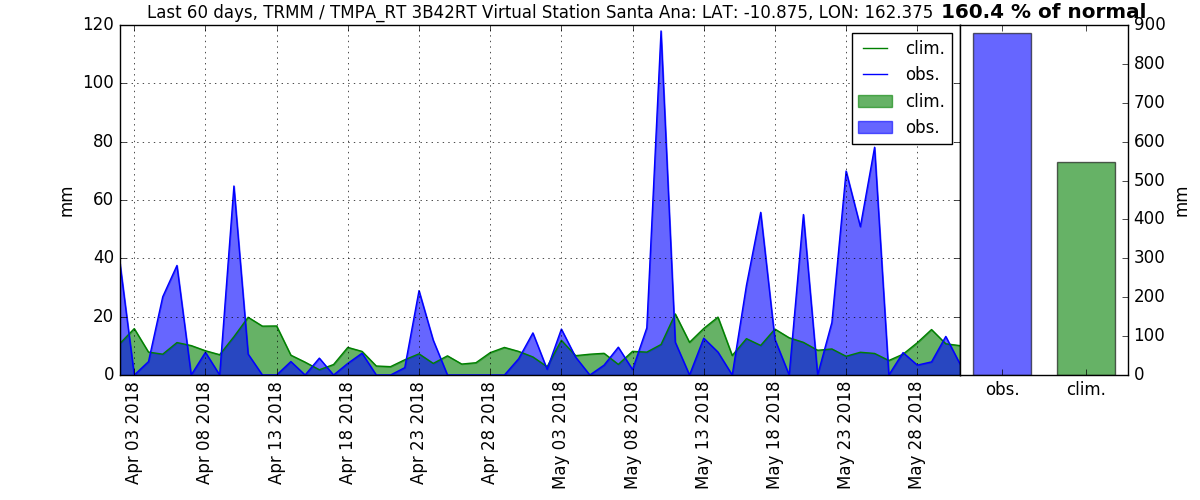 Last 60 days, TRMM / TMPA_RT 3B42RT Virtual Station Santa Ana: LAT: -10.875, LON: 162.375 160.4 % of normal
120
100
80
60
40
20
0
mm
clim.
obs.
clim.
obs.
900
800
700
600
500
400
300
200
100
0
mm
Apr 03 2018
Apr 08 2018
Apr 13 2018
Apr 18 2018
Apr 23 2018
Apr 28 2018
May 03 2018
May 08 2018
May 13 2018
May 18 2018
May 23 2018
May 28 2018
obs.
clim.